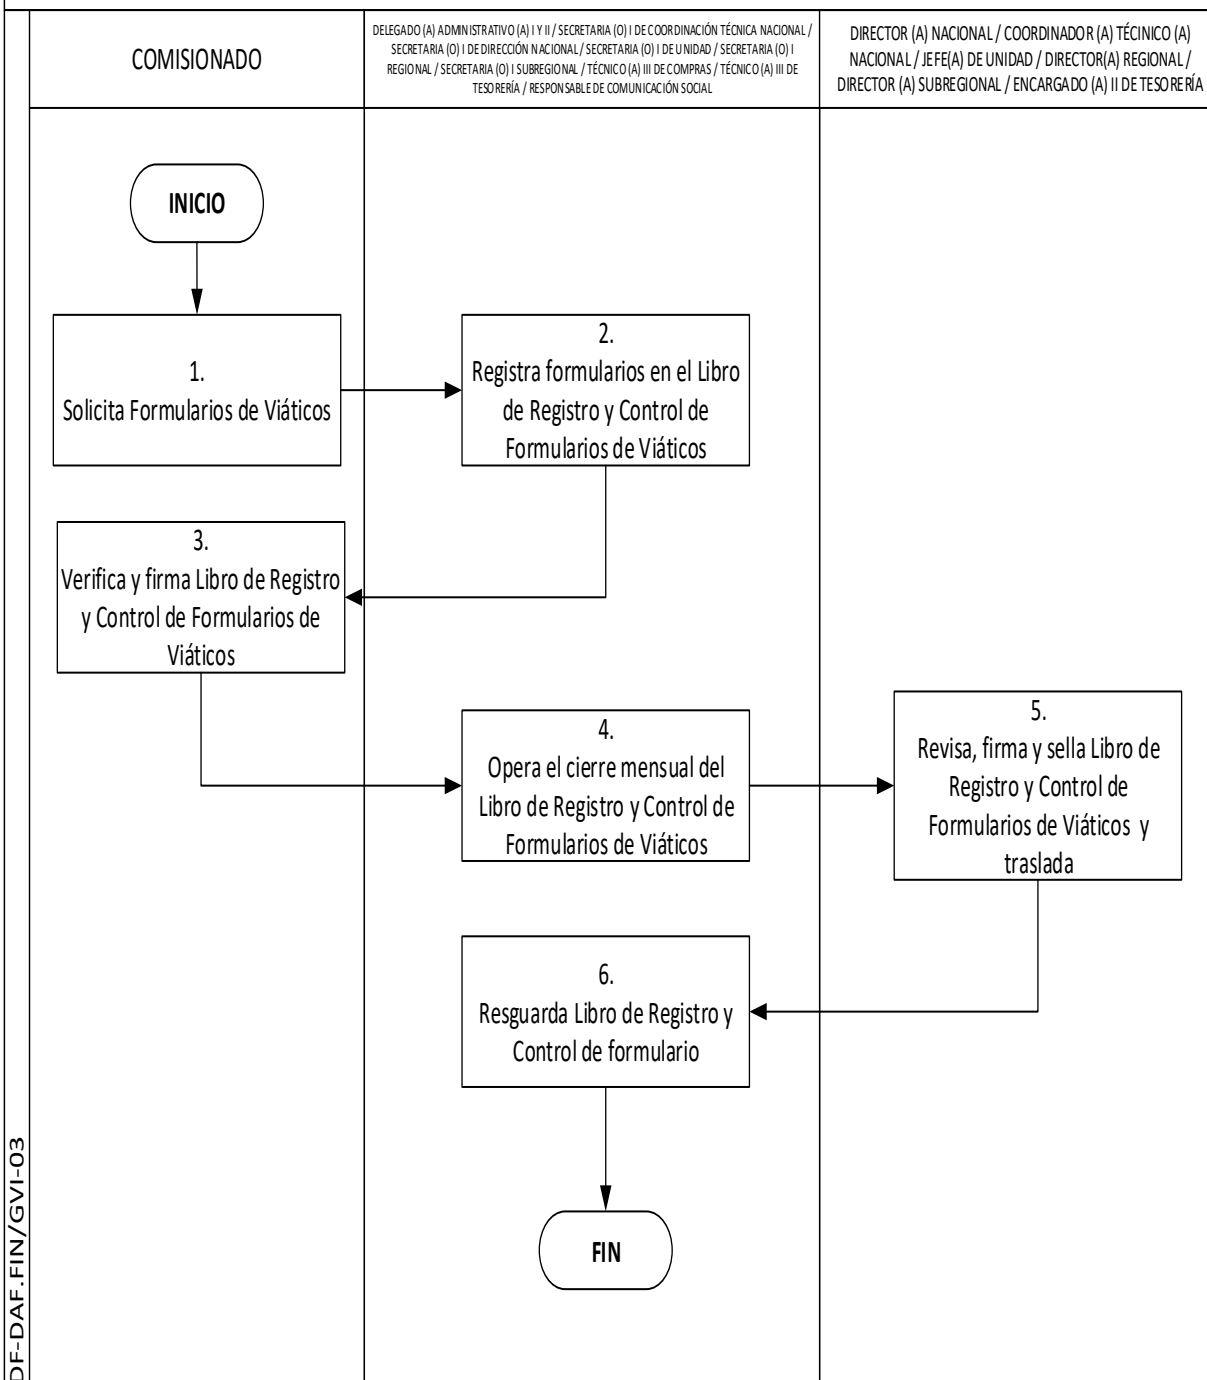 COMISIONADO
DELEGADO (A) ADMINISTRATIVO (A) I Y II / SECRETARIA (O) I DE COORDINACIÓN TÉCNICA NACIONAL /
SECRETARIA (O) I DE DIRECCIÓN NACIONAL / SECRETARIA (O) I DE UNIDAD / SECRETARIA (O) I
REGIONAL / SECRETARIA (O) I SUBREGIONAL / TÉCNICO (A) III DE COMPRAS / TÉCNICO (A) III DE
TESORERÍA / RESPONSABLE DE COMUNICACIÓN SOCIAL
DIRECTOR (A) NACIONAL / COORDINADOR (A) TÉCINICO (A)
NACIONAL / JEFE(A) DE UNIDAD / DIRECTOR(A) REGIONAL /
DIRECTOR (A) SUBREGIONAL / ENCARGADO (A) II DE TESORERÍA
INICIO
1.
Solicita Formularios de Viáticos
2.
Registra formularios en el Libro
de Registro y Control de
Formularios de Viáticos
3.
Verifica y firma Libro de Registro
y Control de Formularios de
Viáticos
4.
Opera el cierre mensual del
Libro de Registro y Control de
Formularios de Viáticos
5.
Revisa, firma y sella Libro de
Registro y Control de
Formularios de Viáticos y
traslada
6.
Resguarda Libro de Registro y
Control de formulario
FIN
DF-DAF.FIN/GVI-03